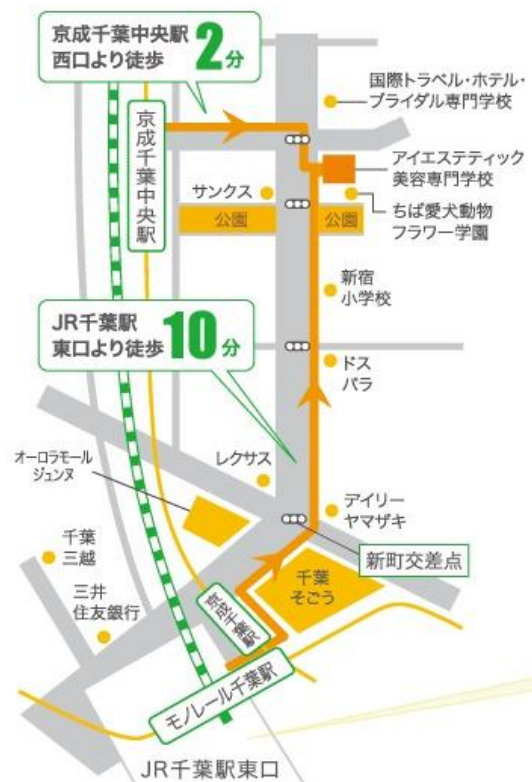 京成千葉中央駅
西口より徒歩2分
国際トラベル・ホテル・
ブライダル専門学校
京成千葉中央駅
アイエステティック
美容専門学校
サンクス
公園
公園
ちば愛犬動物
フラワー学園
新宿
小学校
JR千葉駅
東口より徒歩10分
ドス
パラ
レクサス
オーロラモール
ジュンヌ
デイリー
ヤマザキ
新町交差点
千葉
三越
千葉
そごう
三井
住友銀行
京成千葉駅
モノレール千葉駅
JR千葉駅東口